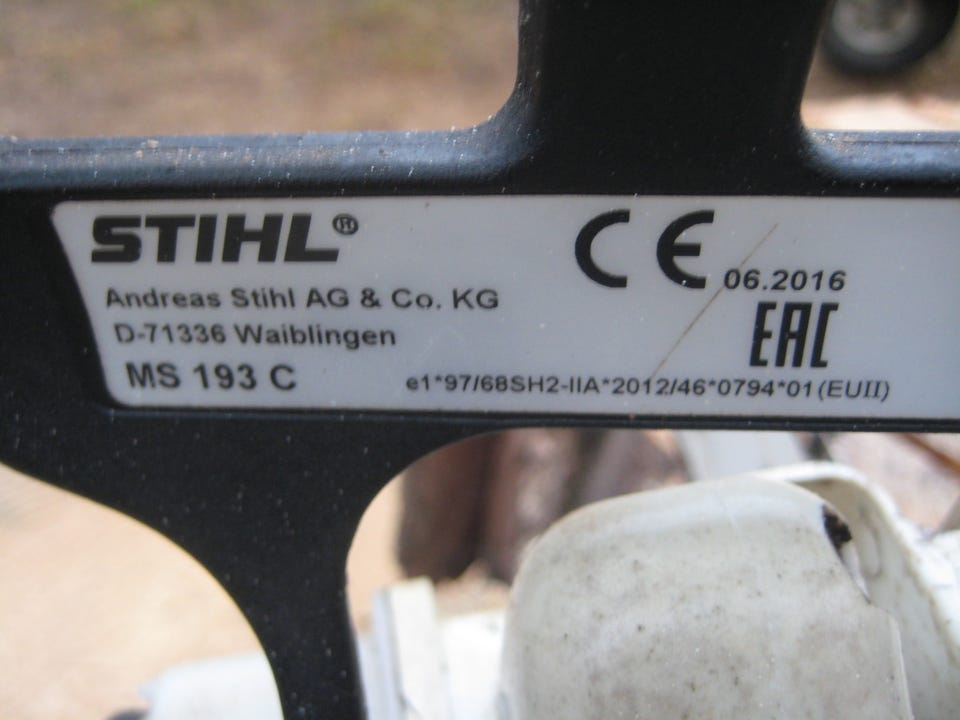 STIHL®
Andreas Stihl AG & Co. KG
D-71336 Waiblingen
MS 193 C
CE
06.2016
EAC
e1*97/68SH2-IIA*2012/46*0794*01(EUII)